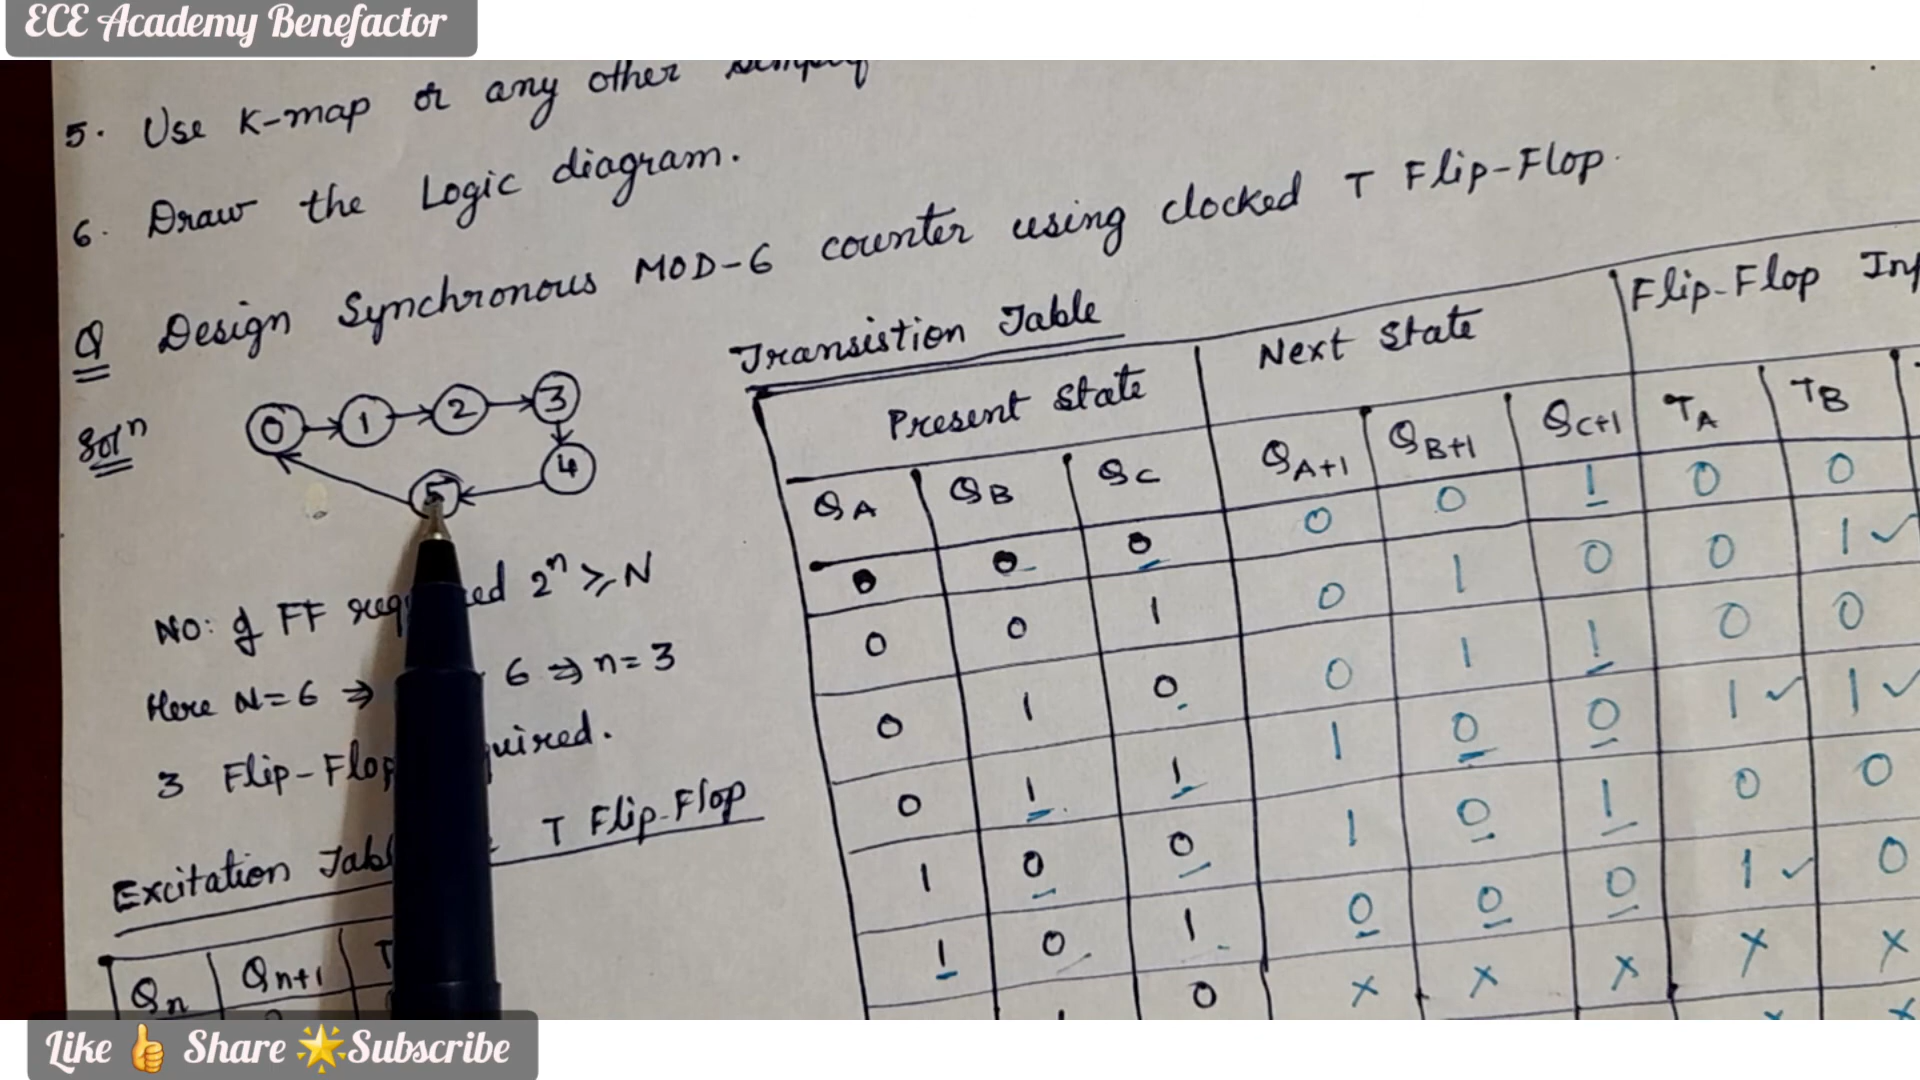 ECE Academy Benefactor
5. Use K-map or any other
6. Draw the Logic diagram.
Q Design Synchronous MOD-6 counter using clocked T Flip-Flop.
Solⁿ
0 1 2 3
5 4
No: of FF 2ⁿ ≥ N
Here N=6 ⇒ 6 ⇒ n=3
3 Flip-Flop
Excitation T Flip-Flop
Qn Qn+1 T
Transistion Table
Present State Next State Flip-Flop
QA QB QC QA+1 QB+1 QC+1 TA TB
0 0 0 0 0 1 0 0
0 0 1 0 1 0 0 1 ✓
0 1 0 0 1 1 0 0
0 1 1 1 0 0 1 ✓ 1 ✓
1 0 0 1 0 1 0 0
1 0 1 0 0 0 1 ✓ 0
1 0 x x x x x
Like 👍 Share 🌟Subscribe